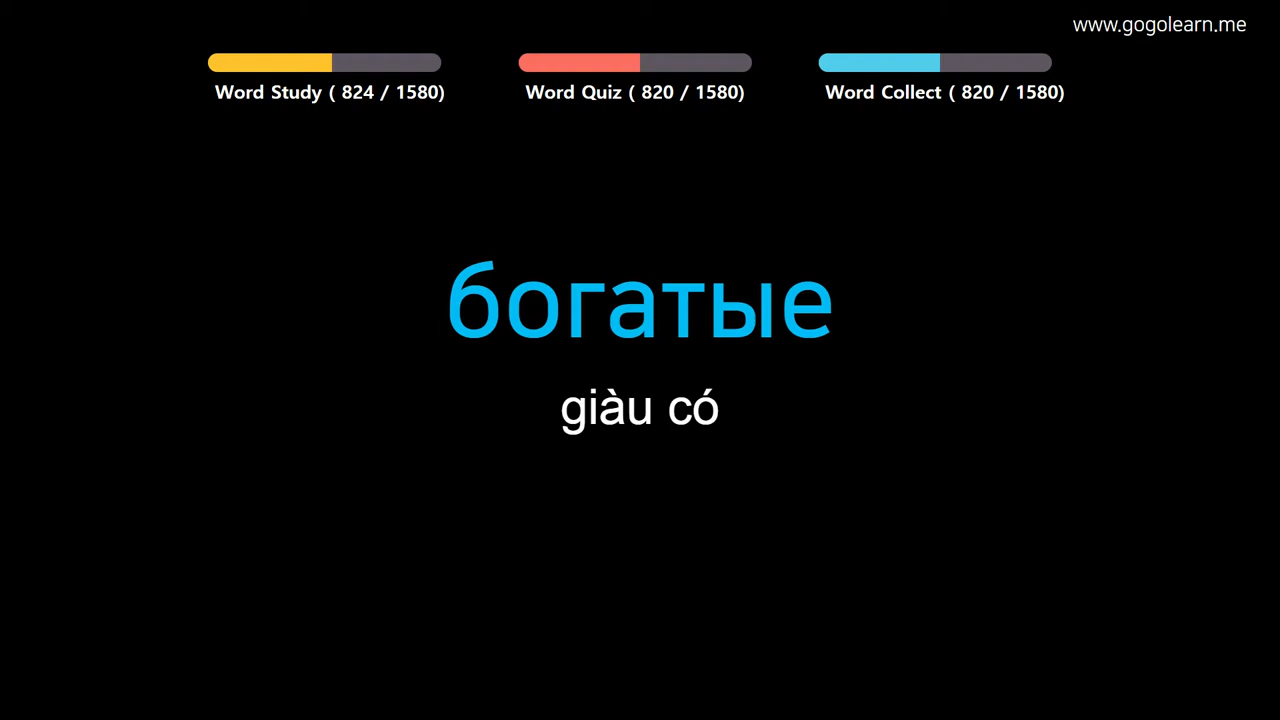 www.gogolearn.me
Word Study ( 824 / 1580)
Word Quiz ( 820 / 1580)
Word Collect ( 820 / 1580)
богатые
giàu có